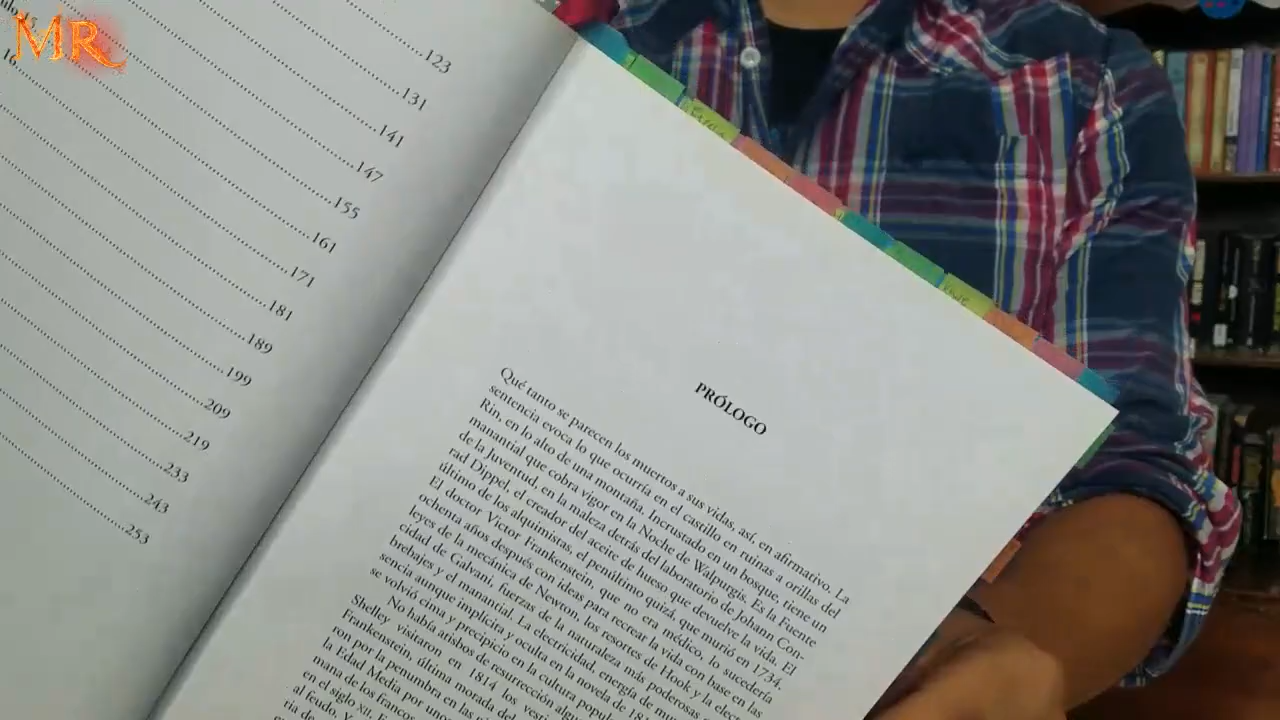 MR
16
123
131
141
147
155
161
171
181
189
199
209
219
233
243
253
PRÓLOGO
Qué tanto se parecen los muertos a sus vidas, así, en afirmativo. La
sentencia evoca lo que ocurría en el castillo en ruinas a orillas del
Rin, en lo alto de una montaña. Incrustado en un bosque, tiene un
manantial que cobra vigor en la Noche de Walpurgis. Es la Fuente
de la Juventud, en la maleza detrás del laboratorio de Johann Con-
rad Dippel, el creador del aceite de hueso que devuelve la vida. El
último de los alquimistas, el penúltimo quizá, que murió en 1734.
El doctor Victor Frankenstein, que no era médico, lo sucedería
ochenta años después con ideas para recrear la vida con base en las
leyes de la mecánica de Newton, los resortes de Hook y la elect
cidad de Galvani, fuerzas de la naturaleza más poderosas
brebajes y el manantial. La electricidad, energía de
sencia aunque implícita y oculta en la novela de 18
se volvió cima y precipicio en la cultura popul
No había atisbos de resurrección
Shelley visitaron, en 1814 los
Frankenstein, última morada del
ron por la penumbra en las
la Edad Media por
mania de los francos
en el siglo XII,
al feudo. Y